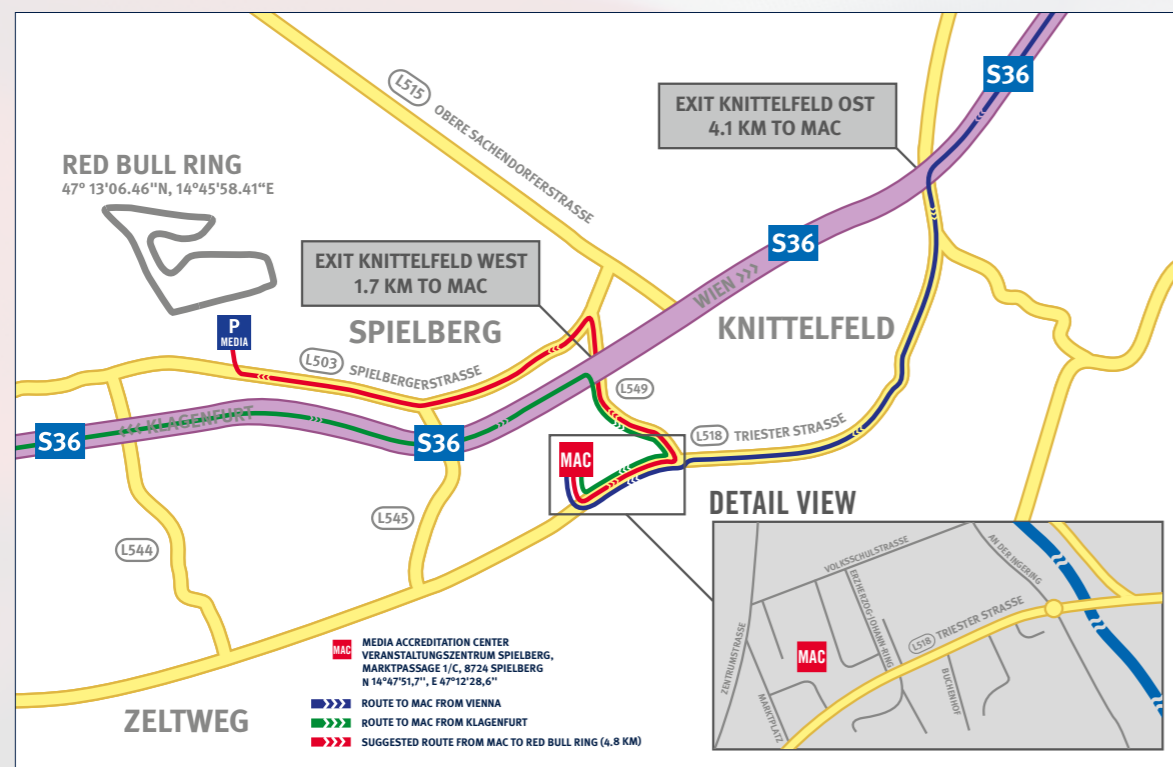 S36
L515
OBERE SACHENDORFERSTRASSE
EXIT KNITTELFELD OST
4.1 KM TO MAC
RED BULL RING
47° 13'06.46"N, 14°45'58.41“E
S36
EXIT KNITTELFELD WEST
1.7 KM TO MAC
WIEN >>>
P
MEDIA
SPIELBERG
KNITTELFELD
L503
SPIELBERGERSTRASSE
L549
<<< KLAGENFURT
S36
S36
L518
TRIESTER STRASSE
MAC
DETAIL VIEW
L545
L544
VOLKSSCHULSTRASSE
AN DER INGERING
ERZHERZOG-JOHANN-RING
L518
TRIESTER STRASSE
ZENTRUMSTRASSE
MAC
BUCHENHOF
MARKTPLATZ
ZELTWEG
MAC
MEDIA ACCREDITATION CENTER
VERANSTALTUNGSZENTRUM SPIELBERG,
MARKTPASSAGE 1/C, 8724 SPIELBERG
N 14°47'51,7'', E 47°12'28,6''
ROUTE TO MAC FROM VIENNA
ROUTE TO MAC FROM KLAGENFURT
SUGGESTED ROUTE FROM MAC TO RED BULL RING (4.8 KM)